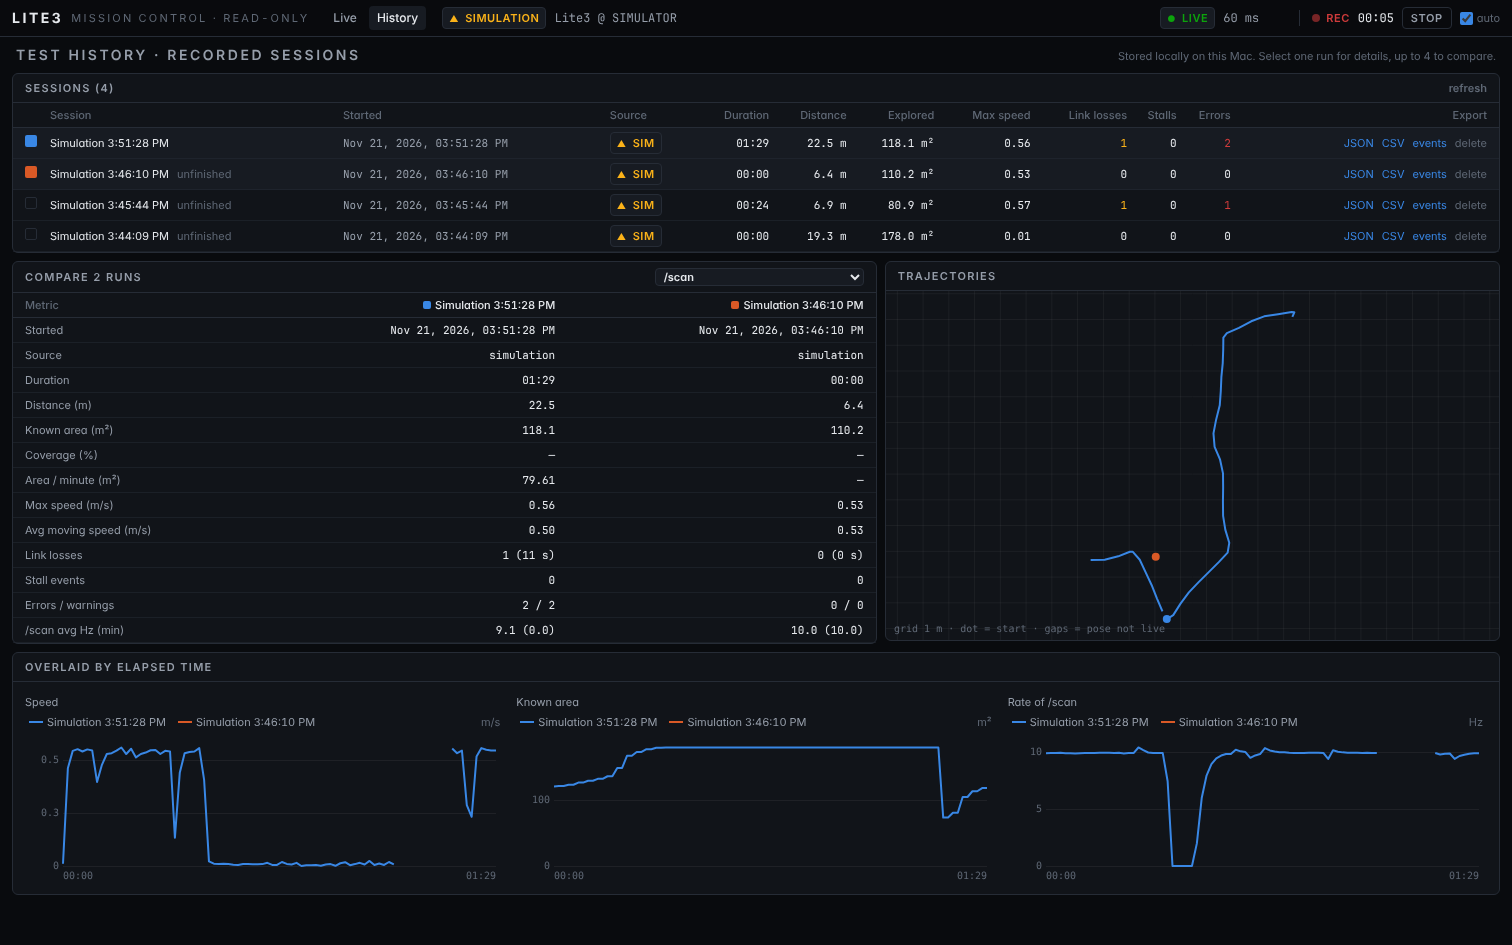 LITE3 MISSION CONTROL · READ-ONLY Live History ▲ SIMULATION Lite3 @ SIMULATOR ● LIVE 60 ms ● REC 00:05 STOP auto
TEST HISTORY · RECORDED SESSIONS Stored locally on this Mac. Select one run for details, up to 4 to compare.
SESSIONS (4) refresh
Session Started Source Duration Distance Explored Max speed Link losses Stalls Errors Export
Simulation 3:51:28 PM Nov 21, 2026, 03:51:28 PM ▲ SIM 01:29 22.5 m 118.1 m² 0.56 1 0 2 JSON CSV events delete
Simulation 3:46:10 PM unfinished Nov 21, 2026, 03:46:10 PM ▲ SIM 00:00 6.4 m 110.2 m² 0.53 0 0 0 JSON CSV events delete
Simulation 3:45:44 PM unfinished Nov 21, 2026, 03:45:44 PM ▲ SIM 00:24 6.9 m 80.9 m² 0.57 1 0 1 JSON CSV events delete
Simulation 3:44:09 PM unfinished Nov 21, 2026, 03:44:09 PM ▲ SIM 00:00 19.3 m 178.0 m² 0.01 0 0 0 JSON CSV events delete
COMPARE 2 RUNS /scan
Metric Simulation 3:51:28 PM Simulation 3:46:10 PM
Started Nov 21, 2026, 03:51:28 PM Nov 21, 2026, 03:46:10 PM
Source simulation simulation
Duration 01:29 00:00
Distance (m) 22.5 6.4
Known area (m²) 118.1 110.2
Coverage (%) — —
Area / minute (m²) 79.61 —
Max speed (m/s) 0.56 0.53
Avg moving speed (m/s) 0.50 0.53
Link losses 1 (11 s) 0 (0 s)
Stall events 0 0
Errors / warnings 2 / 2 0 / 0
/scan avg Hz (min) 9.1 (0.0) 10.0 (10.0)
TRAJECTORIES
grid 1 m · dot = start · gaps = pose not live
OVERLAID BY ELAPSED TIME
Speed
Simulation 3:51:28 PM Simulation 3:46:10 PM m/s
0.5
0.3
0
00:00 01:29
Known area
Simulation 3:51:28 PM Simulation 3:46:10 PM m²
100
0
00:00 01:29
Rate of /scan
Simulation 3:51:28 PM Simulation 3:46:10 PM Hz
10
5
0
00:00 01:29